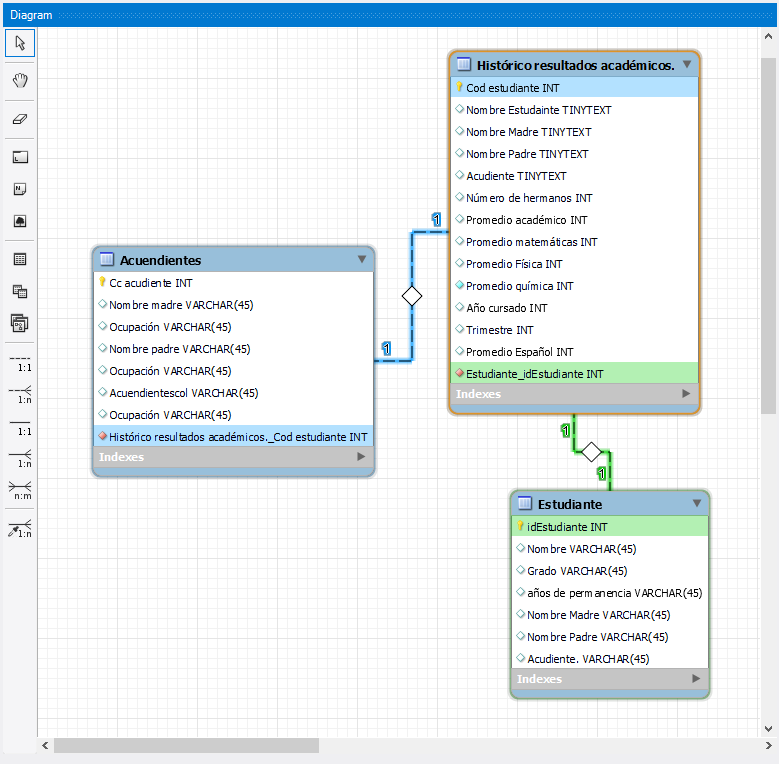 Diagram
1:1
1:n
1:1
1:n
n:m
1:n
Histórico resultados académicos.
Cod estudiante INT
Nombre Estudainte TINYTEXT
Nombre Madre TINYTEXT
Nombre Padre TINYTEXT
Acudiente TINYTEXT
Número de hermanos INT
Promedio académico INT
Promedio matemáticas INT
Promedio Física INT
Promedio química INT
Año cursado INT
Trimestre INT
Promedio Español INT
Estudiante_idEstudiante INT
Indexes
1
1
Acuendientes
Cc acudiente INT
Nombre madre VARCHAR(45)
Ocupación VARCHAR(45)
Nombre padre VARCHAR(45)
Ocupación VARCHAR(45)
Acuendientescol VARCHAR(45)
Ocupación VARCHAR(45)
Histórico resultados académicos._Cod estudiante INT
Indexes
1
1
Estudiante
idEstudiante INT
Nombre VARCHAR(45)
Grado VARCHAR(45)
años de permanencia VARCHAR(45)
Nombre Madre VARCHAR(45)
Nombre Padre VARCHAR(45)
Acudiente. VARCHAR(45)
Indexes